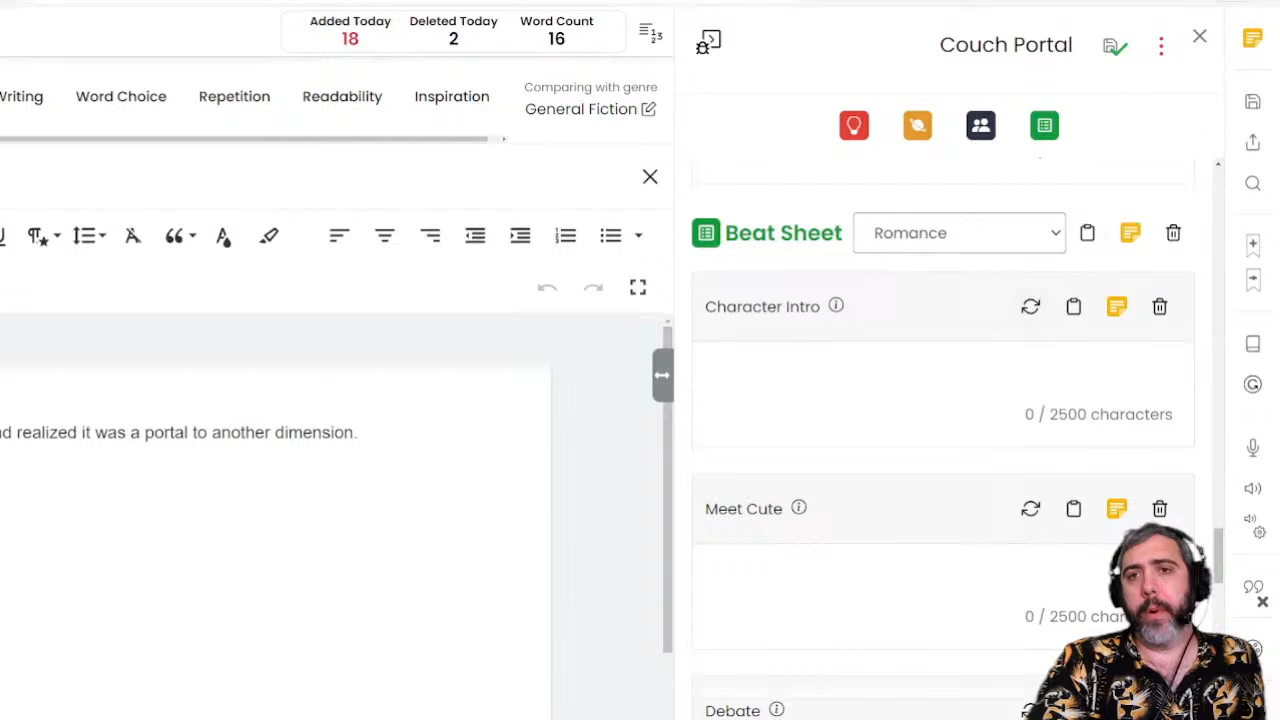 Added Today
Deleted Today
Word Count
18
2
16
Couch Portal
Writing
Word Choice
Repetition
Readability
Inspiration
Comparing with genre
General Fiction
Beat Sheet
Romance
Character Intro
0 / 2500 characters
realized it was a portal to another dimension.
Meet Cute
0 / 2500
Debate